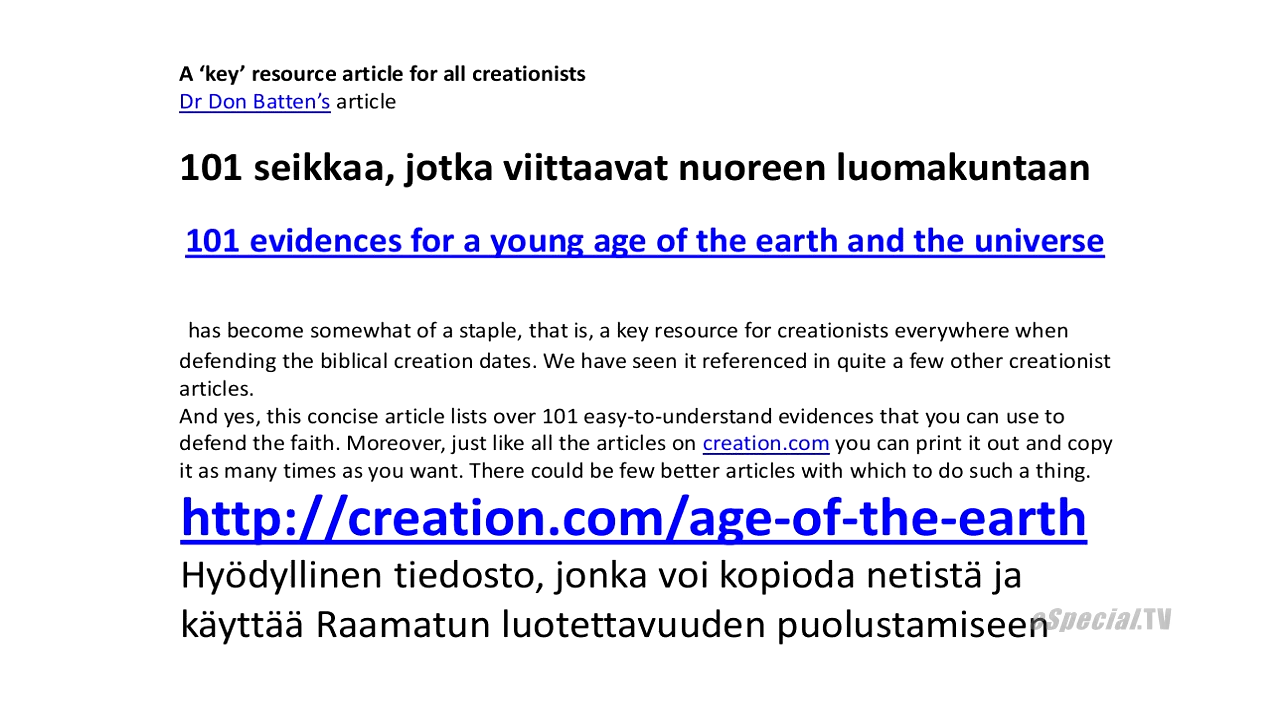 A ‘key’ resource article for all creationists
Dr Don Batten’s article
101 seikkaa, jotka viittaavat nuoreen luomakuntaan
101 evidences for a young age of the earth and the universe
has become somewhat of a staple, that is, a key resource for creationists everywhere when
defending the biblical creation dates. We have seen it referenced in quite a few other creationist
articles.
And yes, this concise article lists over 101 easy-to-understand evidences that you can use to
defend the faith. Moreover, just like all the articles on creation.com you can print it out and copy
it as many times as you want. There could be few better articles with which to do such a thing.
http://creation.com/age-of-the-earth
Hyödyllinen tiedosto, jonka voi kopioda netistä ja
käyttää Raamatun luotettavuuden puolustamiseen
eSpecial.TV